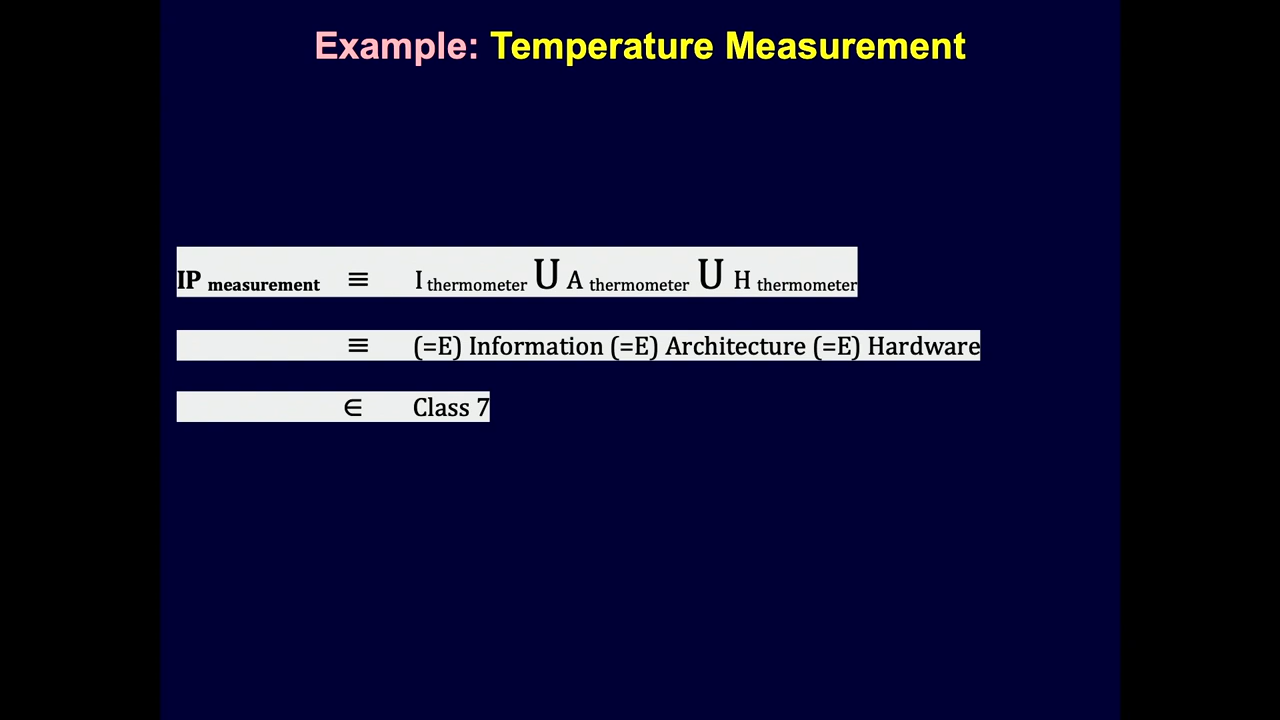 Example: Temperature Measurement
IP measurement ≡ I thermometer U A thermometer U H thermometer
≡ (=E) Information (=E) Architecture (=E) Hardware
∈ Class 7